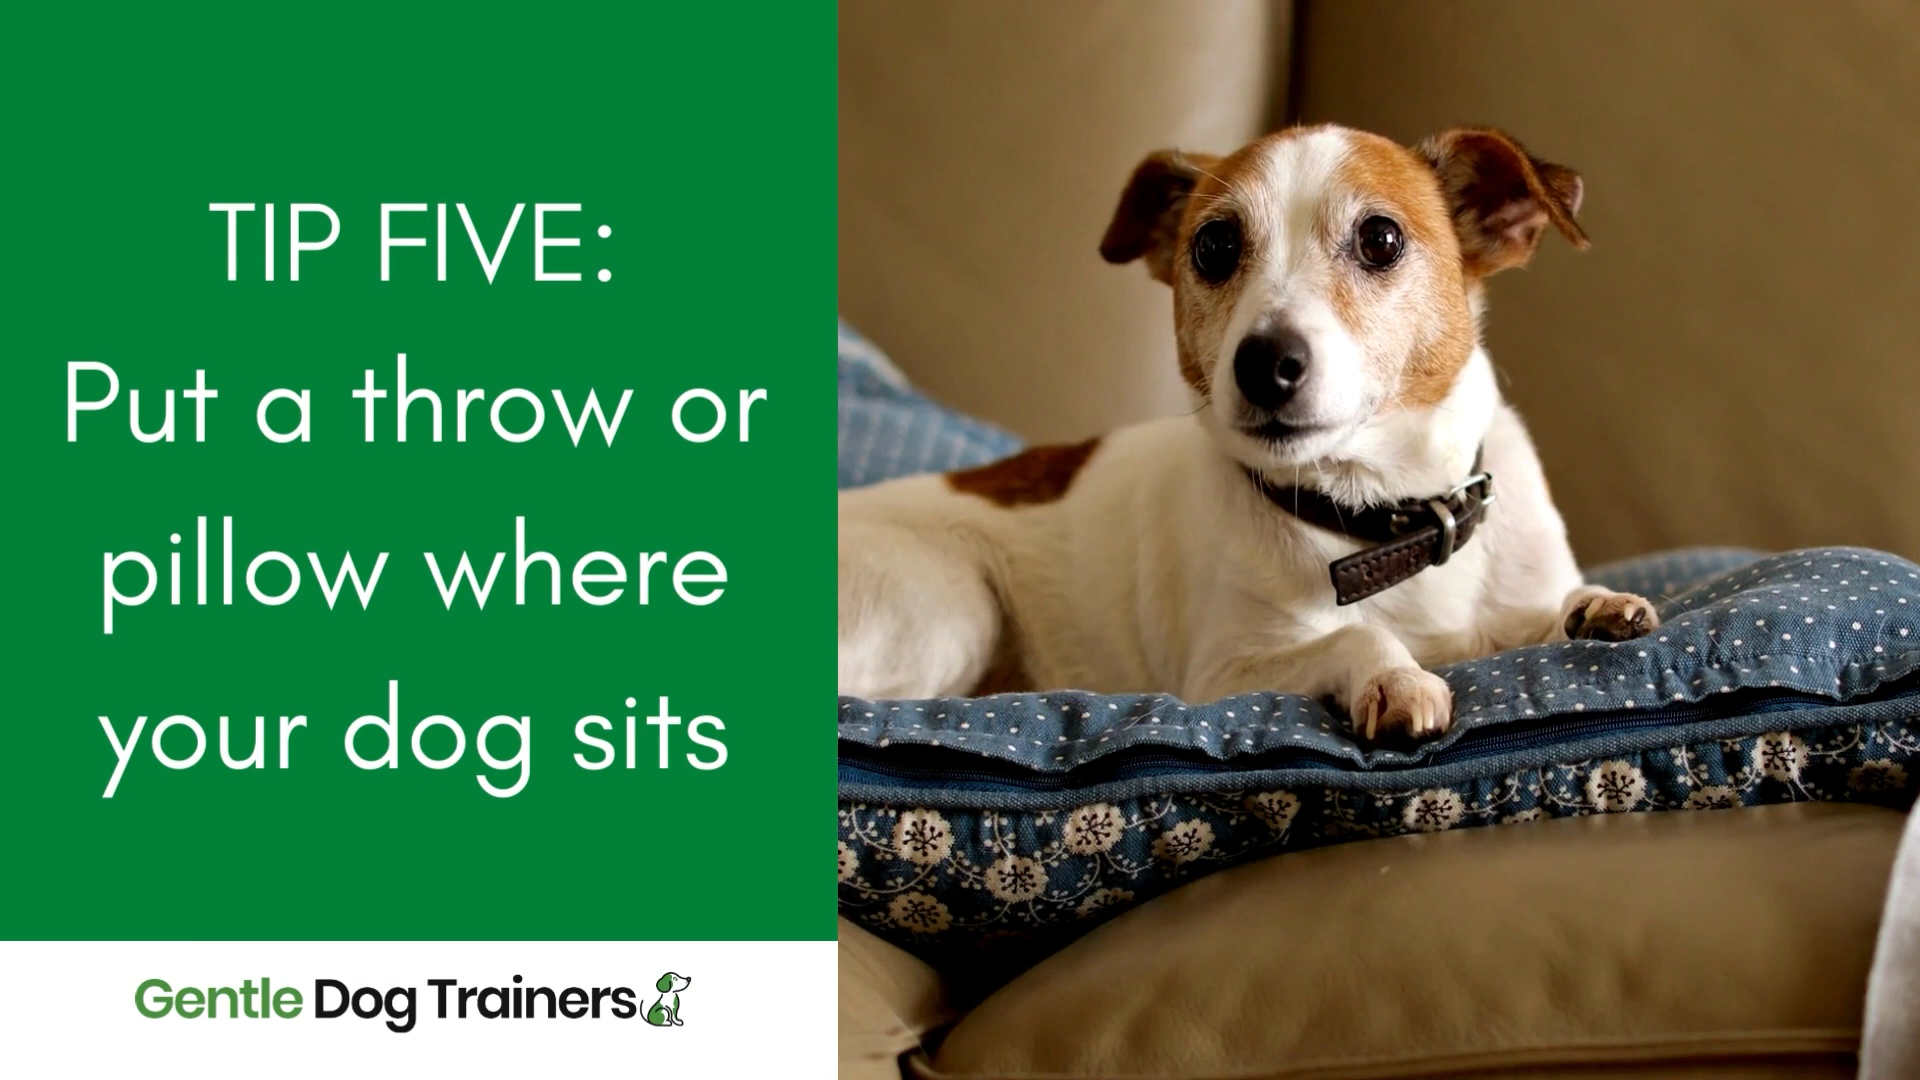 TIP FIVE:
Put a throw or
pillow where
your dog sits
Gentle Dog Trainers